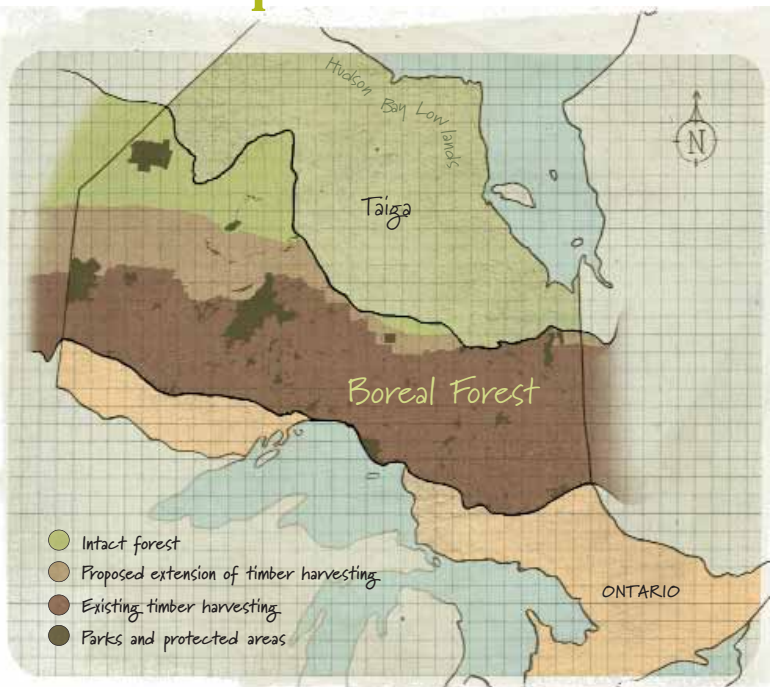 Hudson Bay Lowlands
N
Taiga
Boreal Forest
Intact forest
Proposed extension of timber harvesting
Existing timber harvesting
Parks and protected areas
ONTARIO